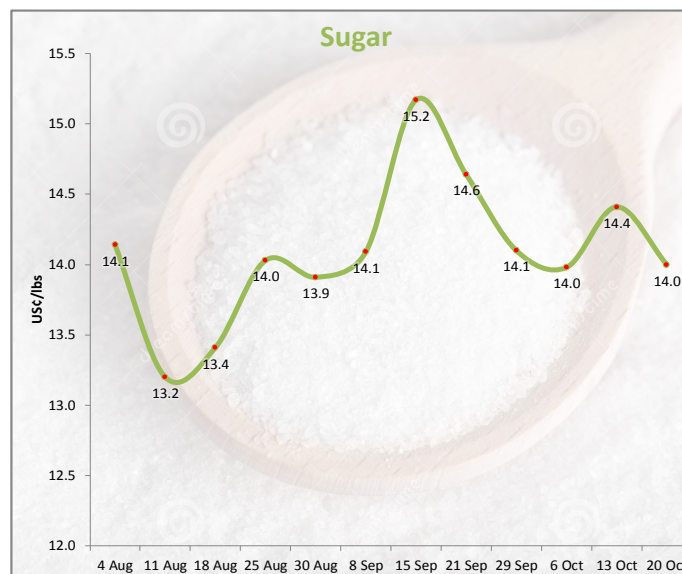 Sugar
US¢/lbs
15.5
15.0
14.5
14.0
13.5
13.0
12.5
12.0
14.1
13.2
13.4
14.0
13.9
14.1
15.2
14.6
14.1
14.0
14.4
14.0
4 Aug
11 Aug
18 Aug
25 Aug
30 Aug
8 Sep
15 Sep
21 Sep
29 Sep
6 Oct
13 Oct
20 Oc